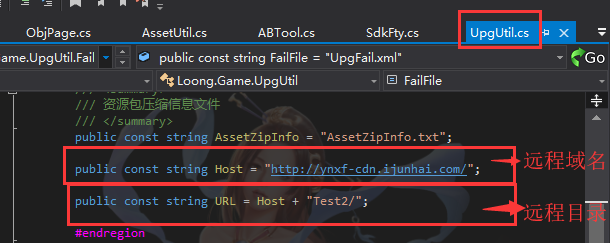 ObjPage.cs AssetUtil.cs ABTool.cs SdkFty.cs UpgUtil.cs
Game.UpgUtil.Fail public const string FailFile = "UpgFail.xml" Go
Loong.Game.UpgUtil FailFile
/// 资源包压缩信息文件
/// </summary>
public const string AssetZipInfo = "AssetZipInfo.txt";
public const string Host = "http://ynxf-cdn.ijunhai.com/";
远程域名
public const string URL = Host + "Test2/";
远程目录
#endregion